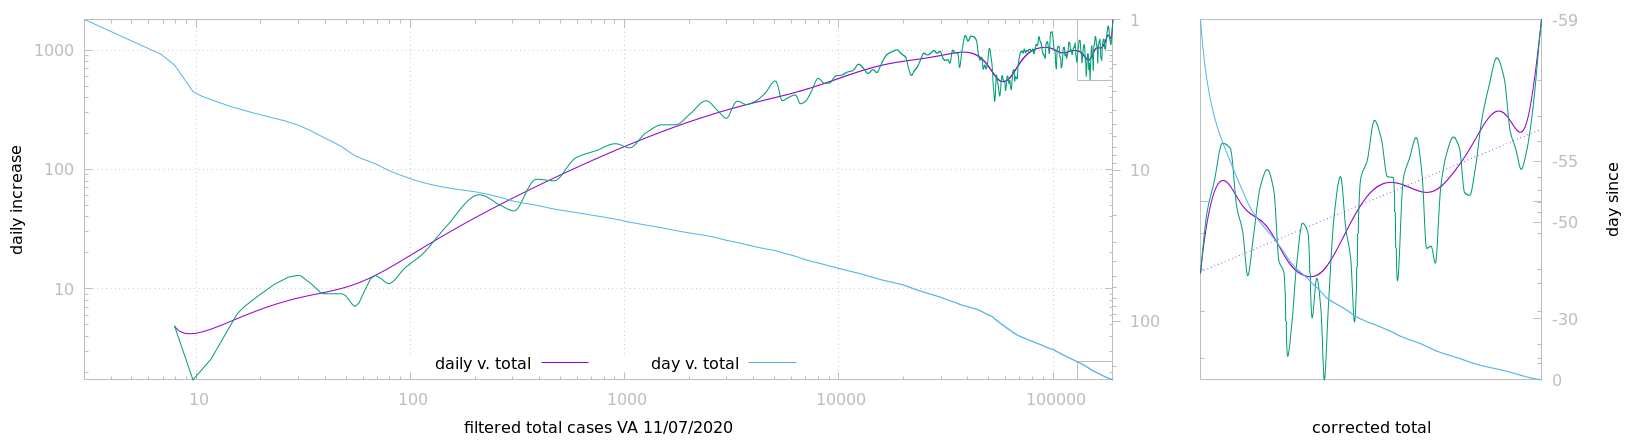 daily increase
1000
100
10
10
100
1000
10000
100000
daily v. total
day v. total
1
10
100
filtered total cases VA 11/07/2020
-59
-55
-50
-30
0
day since
corrected total